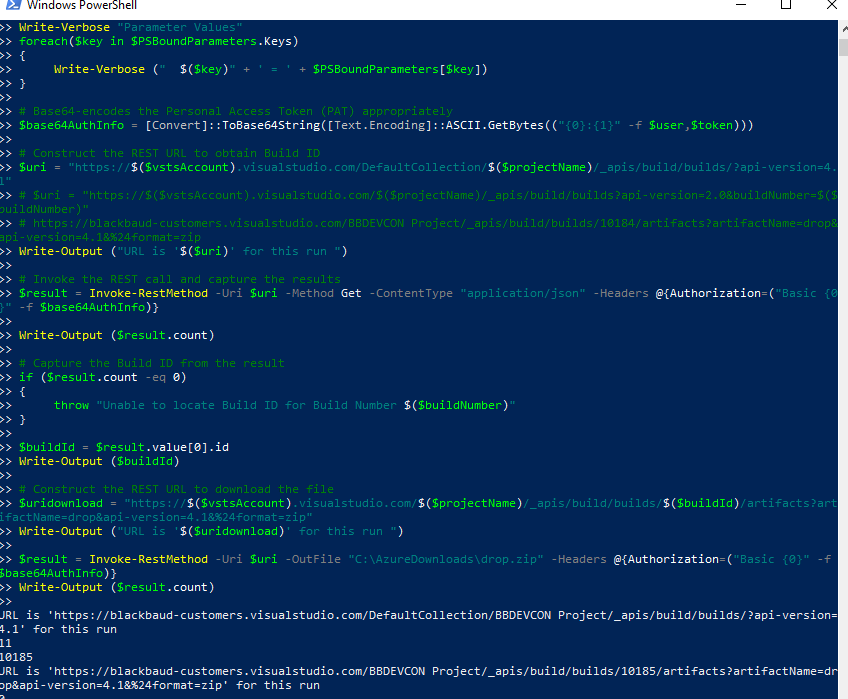 Windows PowerShell
>> Write-Verbose "Parameter Values"
>> foreach($key in $PSBoundParameters.Keys)
>> {
>>      Write-Verbose ("  $($key)" + ' = ' + $PSBoundParameters[$key])
>> }
>>
>> # Base64-encodes the Personal Access Token (PAT) appropriately
>> $base64AuthInfo = [Convert]::ToBase64String([Text.Encoding]::ASCII.GetBytes(("{0}:{1}" -f $user,$token)))
>>
>> # Construct the REST URL to obtain Build ID
>> $uri = "https://$($vstsAccount).visualstudio.com/DefaultCollection/$($projectName)/_apis/build/builds/?api-version=4.
1"
>> # $uri = "https://$($vstsAccount).visualstudio.com/$($projectName)/_apis/build/builds?api-version=2.0&buildNumber=$($
buildNumber)"
>> # https://blackbaud-customers.visualstudio.com/BBDEVCON Project/_apis/build/builds/10184/artifacts?artifactName=drop&
api-version=4.1&%24format=zip
>> Write-Output ("URL is '$($uri)' for this run ")
>>
>> # Invoke the REST call and capture the results
>> $result = Invoke-RestMethod -Uri $uri -Method Get -ContentType "application/json" -Headers @{Authorization=("Basic {0
}" -f $base64AuthInfo)}
>>
>> Write-Output ($result.count)
>>
>> # Capture the Build ID from the result
>> if ($result.count -eq 0)
>> {
>>      throw "Unable to locate Build ID for Build Number $($buildNumber)"
>> }
>>
>> $buildId = $result.value[0].id
>> Write-Output ($buildId)
>>
>> # Construct the REST URL to download the file
>> $uridownload = "https://$($vstsAccount).visualstudio.com/$($projectName)/_apis/build/builds/$($buildId)/artifacts?art
ifactName=drop&api-version=4.1&%24format=zip"
>> Write-Output ("URL is '$($uridownload)' for this run ")
>>
>> $result = Invoke-RestMethod -Uri $uri -OutFile "C:\AzureDownloads\drop.zip" -Headers @{Authorization=("Basic {0}" -f
$base64AuthInfo)}
>> Write-Output ($result.count)
>>
URL is 'https://blackbaud-customers.visualstudio.com/DefaultCollection/BBDEVCON Project/_apis/build/builds/?api-version=
4.1' for this run
11
10185
URL is 'https://blackbaud-customers.visualstudio.com/BBDEVCON Project/_apis/build/builds/10185/artifacts?artifactName=dr
op&api-version=4.1&%24format=zip' for this run